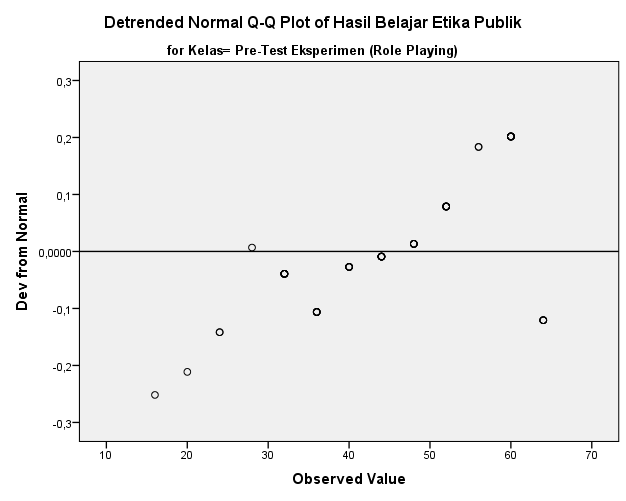 Detrended Normal Q-Q Plot of Hasil Belajar Etika Publik
for Kelas= Pre-Test Eksperimen (Role Playing)
Dev from Normal
0,3
0,2
0,1
0,0000
-0,1
-0,2
-0,3
10 20 30 40 50 60 70
Observed Value